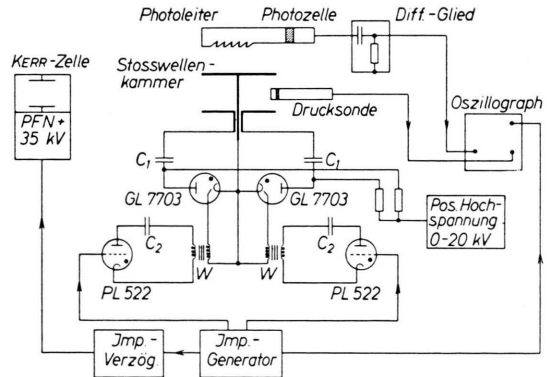 Photoleiter Photozelle Diff.-Glied
KERR-Zelle
Stosswellen-
kammer
PFN +
35 kV
Drucksonde
Oszillograph
C1 C1
GL 7703 GL 7703
Pos. Hoch-
spannung
0-20 kV
C2 C2
W W
PL 522 PL 522
Jmp.-
Verzög.
Jmp.-
Generator